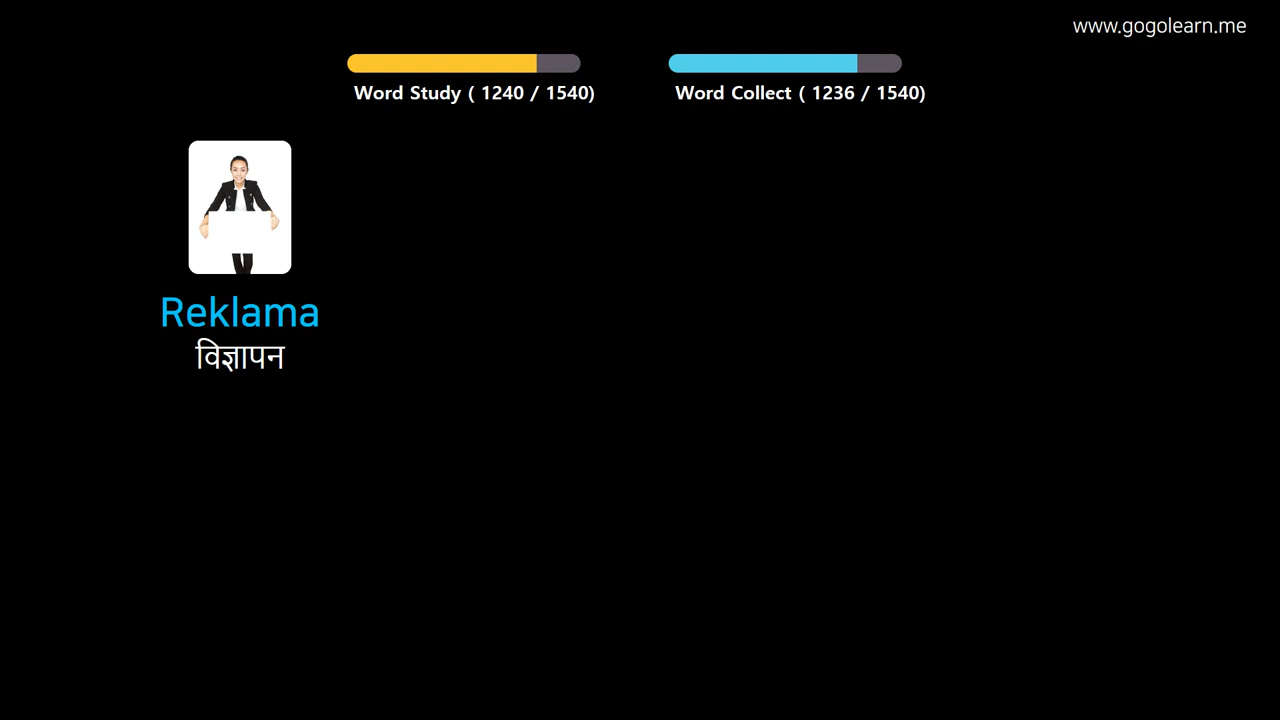 www.gogolearn.me
Word Study ( 1240 / 1540)
Word Collect ( 1236 / 1540)
Reklama
विज्ञापन